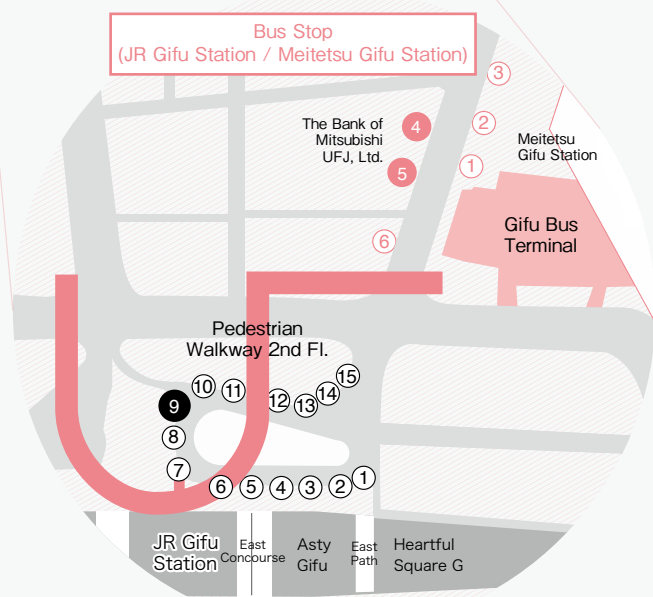 Bus Stop
(JR Gifu Station / Meitetsu Gifu Station)
3
The Bank of
Mitsubishi
UFJ, Ltd.
4
2
5
1
Meitetsu
Gifu Station
6
Gifu Bus
Terminal
Pedestrian
Walkway 2nd Fl.
15
10
11
14
12
13
9
8
7
6
5
4
3
2
1
JR Gifu
Station
East
Concourse
Asty
Gifu
East
Path
Heartful
Square G